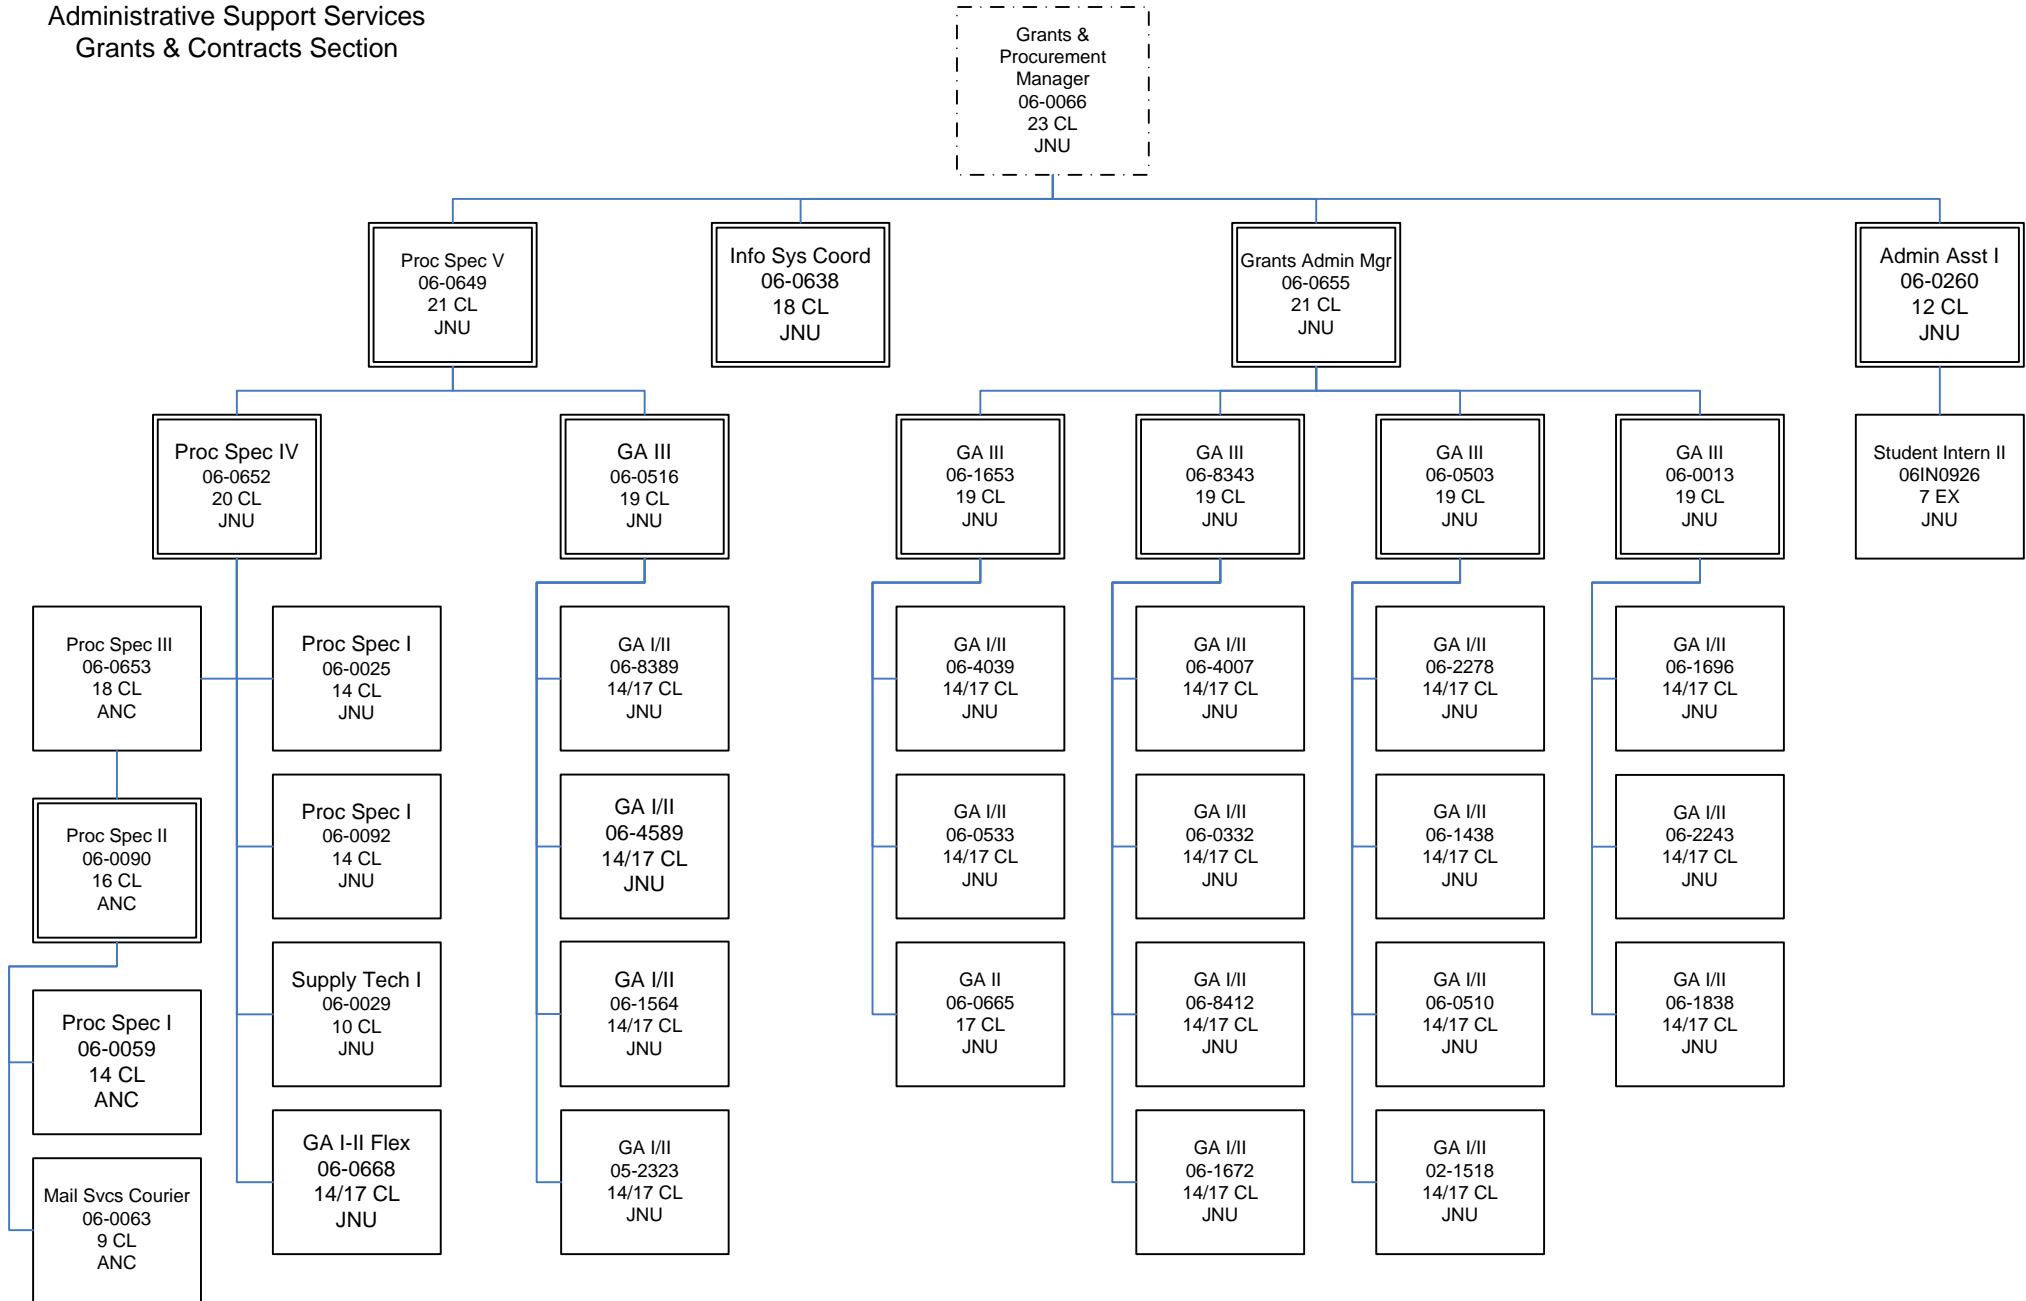 Administrative Support Services
Grants & Contracts Section
Grants &
Procurement
Manager
06-0066
23 CL
JNU
Proc Spec V
06-0649
21 CL
JNU
Info Sys Coord
06-0638
18 CL
JNU
Grants Admin Mgr
06-0655
21 CL
JNU
Admin Asst I
06-0260
12 CL
JNU
Proc Spec IV
06-0652
20 CL
JNU
GA III
06-0516
19 CL
JNU
GA III
06-1653
19 CL
JNU
GA III
06-8343
19 CL
JNU
GA III
06-0503
19 CL
JNU
GA III
06-0013
19 CL
JNU
Student Intern II
06IN0926
7 EX
JNU
Proc Spec III
06-0653
18 CL
ANC
Proc Spec I
06-0025
14 CL
JNU
GA I/II
06-8389
14/17 CL
JNU
GA I/II
06-4039
14/17 CL
JNU
GA I/II
06-4007
14/17 CL
JNU
GA I/II
06-2278
14/17 CL
JNU
GA I/II
06-1696
14/17 CL
JNU
Proc Spec II
06-0090
16 CL
ANC
Proc Spec I
06-0092
14 CL
JNU
GA I/II
06-4589
14/17 CL
JNU
GA I/II
06-0533
14/17 CL
JNU
GA I/II
06-0332
14/17 CL
JNU
GA I/II
06-1438
14/17 CL
JNU
GA I/II
06-2243
14/17 CL
JNU
Proc Spec I
06-0059
14 CL
ANC
Supply Tech I
06-0029
10 CL
JNU
GA I/II
06-1564
14/17 CL
JNU
GA II
06-0665
17 CL
JNU
GA I/II
06-8412
14/17 CL
JNU
GA I/II
06-0510
14/17 CL
JNU
GA I/II
06-1838
14/17 CL
JNU
Mail Svcs Courier
06-0063
9 CL
ANC
GA I-II Flex
06-0668
14/17 CL
JNU
GA I/II
05-2323
14/17 CL
JNU
GA I/II
06-1672
14/17 CL
JNU
GA I/II
02-1518
14/17 CL
JNU